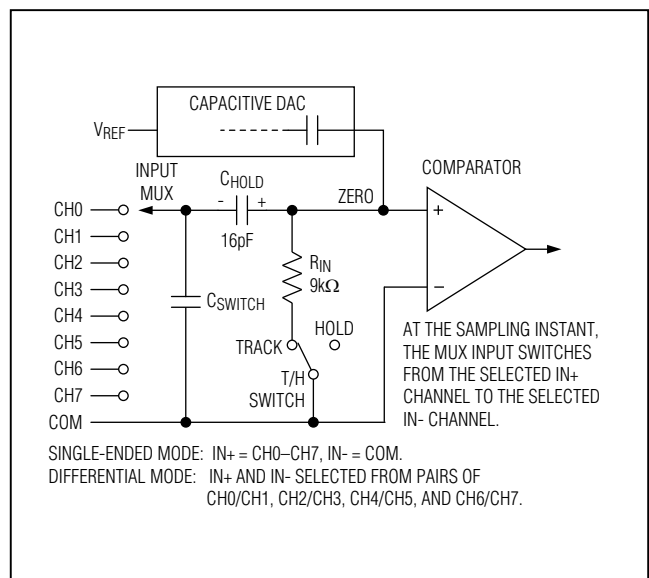 CAPACITIVE DAC
VREF
COMPARATOR
INPUT
MUX
CHOLD
ZERO
- +
16pF
+
−
CH0
CH1
CH2
CH3
CH4
CH5
CH6
CH7
COM
CSWITCH
RIN
9kΩ
HOLD
TRACK
T/H
SWITCH
AT THE SAMPLING INSTANT,
THE MUX INPUT SWITCHES
FROM THE SELECTED IN+
CHANNEL TO THE SELECTED
IN- CHANNEL.
SINGLE-ENDED MODE: IN+ = CH0–CH7, IN- = COM.
DIFFERENTIAL MODE: IN+ AND IN- SELECTED FROM PAIRS OF
CH0/CH1, CH2/CH3, CH4/CH5, AND CH6/CH7.